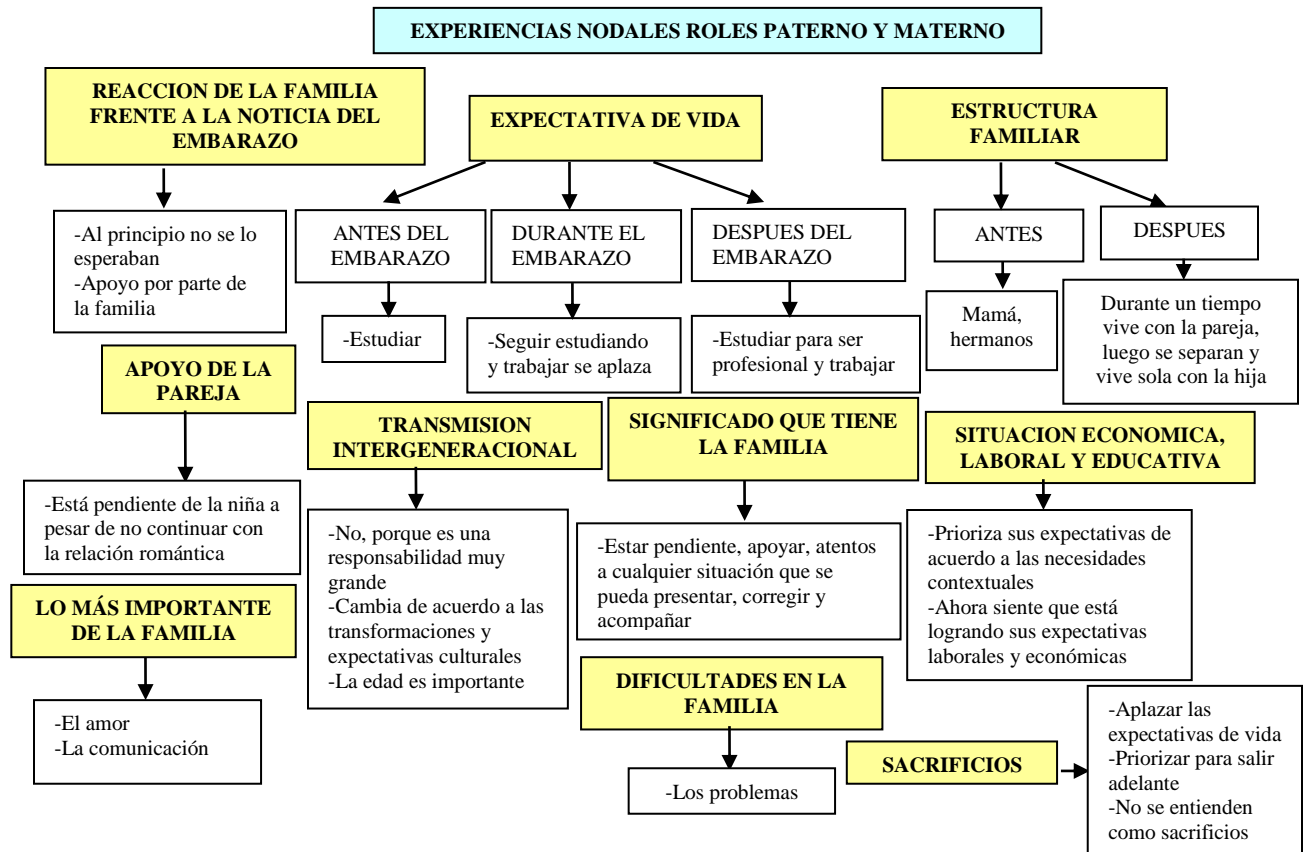 EXPERIENCIAS NODALES ROLES PATERNO Y MATERNO
REACCION DE LA FAMILIA
FRENTE A LA NOTICIA DEL
EMBARAZO
EXPECTATIVA DE VIDA
ESTRUCTURA
FAMILIAR
-Al principio no se lo
esperaban
-Apoyo por parte de
la familia
ANTES DEL
EMBARAZO
DURANTE EL
EMBARAZO
DESPUES DEL
EMBARAZO
ANTES
DESPUES
-Estudiar
-Seguir estudiando
y trabajar se aplaza
-Estudiar para ser
profesional y trabajar
Mamá,
hermanos
Durante un tiempo
vive con la pareja,
luego se separan y
vive sola con la hija
APOYO DE LA
PAREJA
TRANSMISION
INTERGENERACIONAL
SIGNIFICADO QUE TIENE
LA FAMILIA
SITUACION ECONOMICA,
LABORAL Y EDUCATIVA
-Está pendiente de la niña a
pesar de no continuar con
la relación romántica
-No, porque es una
responsabilidad muy
grande
-Cambia de acuerdo a las
transformaciones y
expectativas culturales
-La edad es importante
-Estar pendiente, apoyar, atentos
a cualquier situación que se
pueda presentar, corregir y
acompañar
-Prioriza sus expectativas de
acuerdo a las necesidades
contextuales
-Ahora siente que está
logrando sus expectativas
laborales y económicas
LO MÁS IMPORTANTE
DE LA FAMILIA
DIFICULTADES EN LA
FAMILIA
-El amor
-La comunicación
-Los problemas
SACRIFICIOS
-Aplazar las
expectativas de vida
-Priorizar para salir
adelante
-No se entienden
como sacrificios